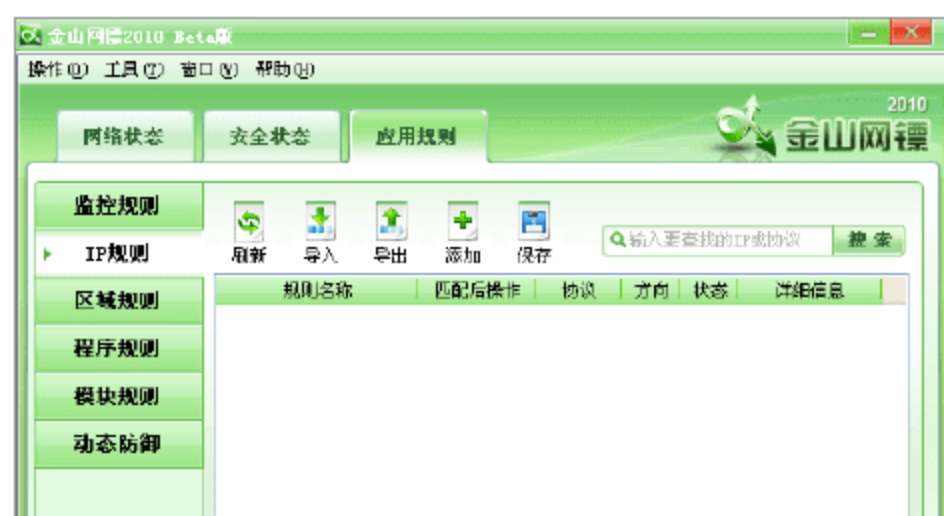 金山网镖2010 Beta版
操作(O) 工具(T) 窗口(W) 帮助(H)
2010
网络状态 安全状态 应用规则 金山网镖
监控规则
IP规则
区域规则
程序规则
模块规则
动态防御
刷新 导入 导出 添加 保存
输入要查找的IP或协议 搜索
规则名称 匹配后操作 协议 方向 状态 详细信息